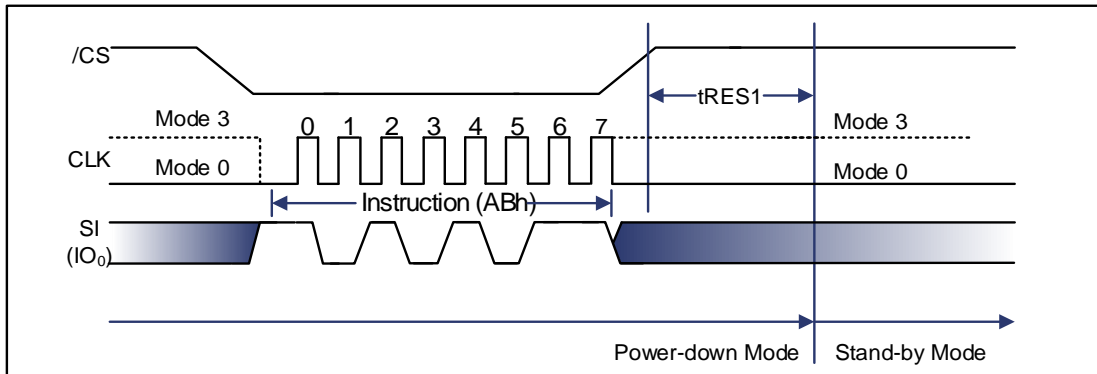 /CS
tRES1
Mode 3
0 1 2 3 4 5 6 7
Mode 3
CLK
Mode 0
Mode 0
Instruction (ABh)
SI
(IO₀)
Power-down Mode
Stand-by Mode